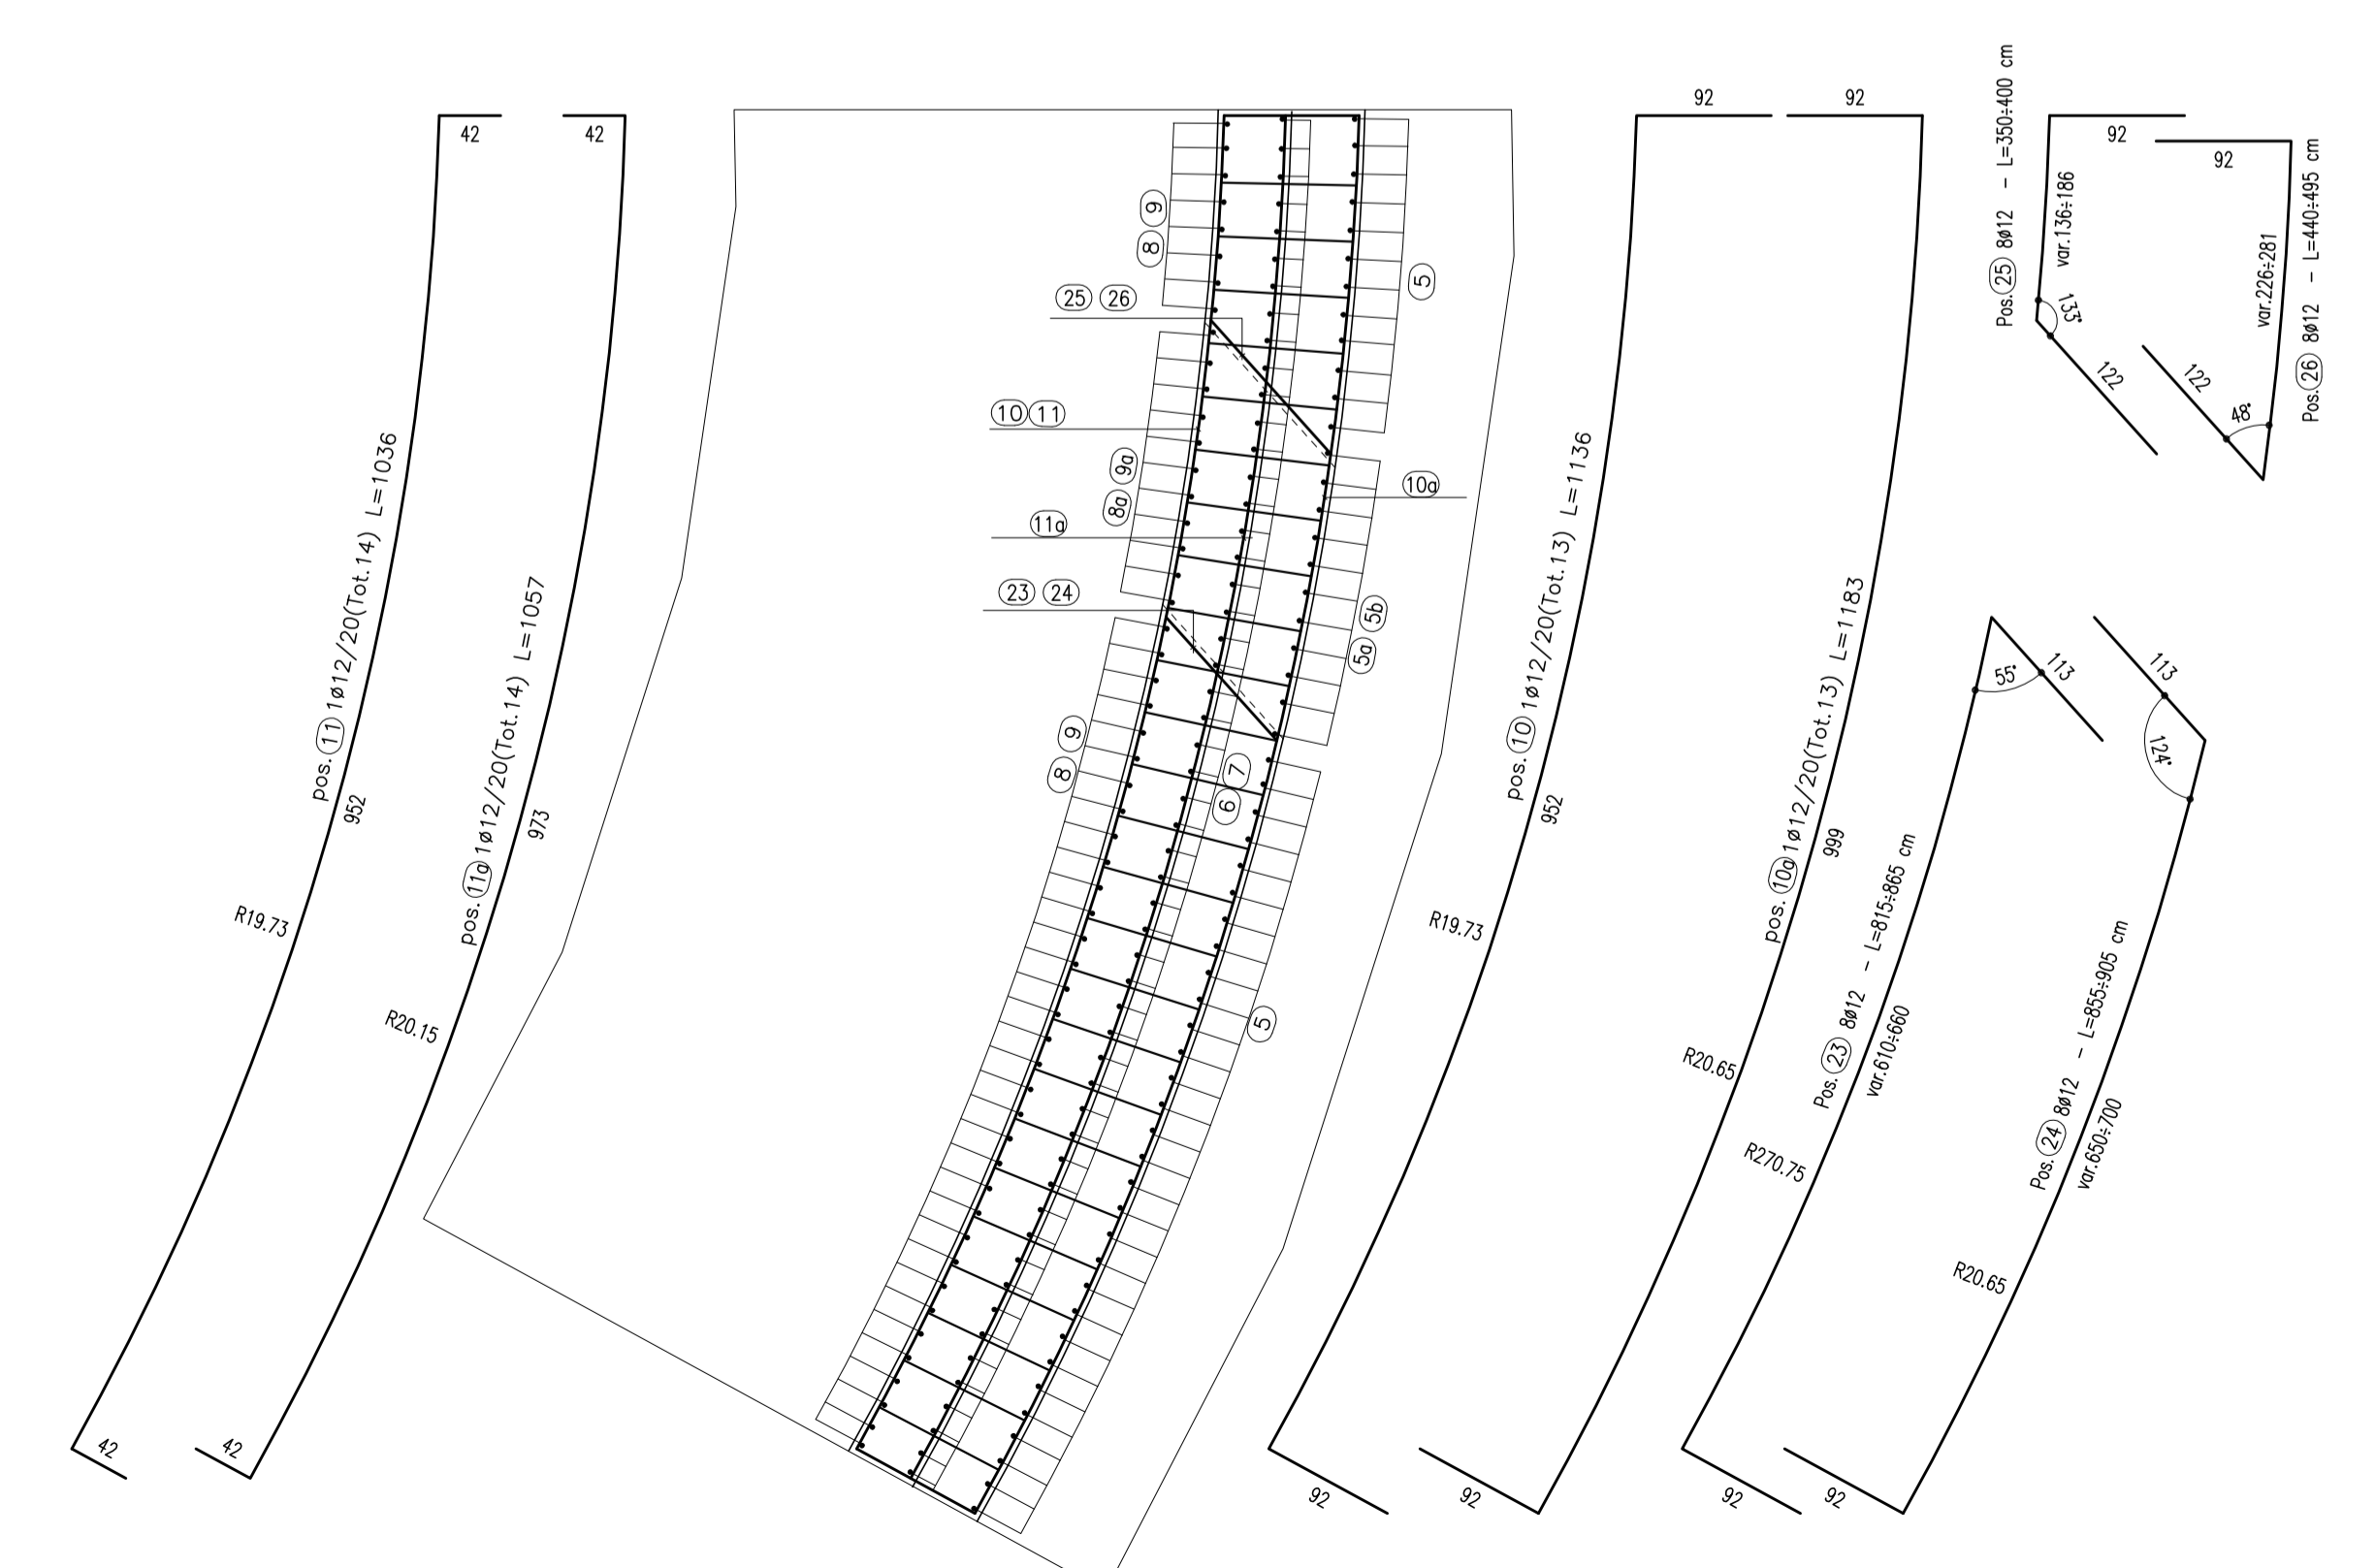 42
42
pos. 11 1ø12/20(Tot.14) L=1036
952
R19.73
42
pos. 11a 1ø12/20(Tot.14) L=1057
973
R20.15
42
9
8
25 26
5
10 11
9a
8a
10a
11a
23 24
5b
5a
9
8
7
6
5
92
92
pos. 10 1ø12/20(Tot.13) L=1136
952
R19.73
92
pos. 10a 1ø12/20(Tot.13) L=1183
999
R20.65
92
Pos. 25 8ø12 - L=350÷400 cm
92
var.136÷186
133°
122
92
var.226÷281
Pos. 26 8ø12 - L=440÷495 cm
122
48°
55°
113
Pos. 23 8ø12 - L=815÷865 cm
var.610÷660
R270.75
92
113
124°
Pos. 24 8ø12 - L=855÷905 cm
var.650÷700
R20.65
92